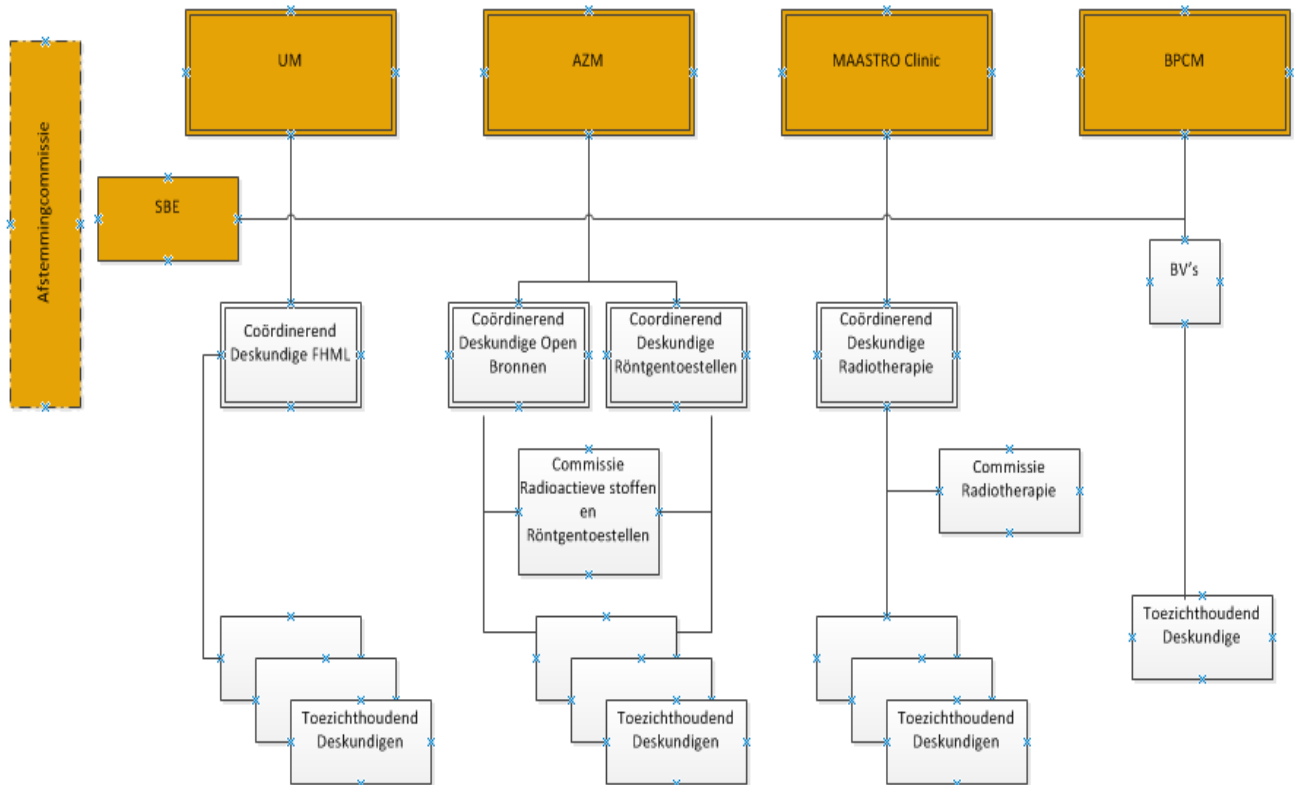 Afstemmingcommissie
UM
AZM
MAASTRO Clinic
BPCM
SBE
BV's
Coördinerend
Deskundige FHML
Coördinerend
Deskundige Open
Bronnen
Coordinerend
Deskundige
Röntgentoestellen
Coördinerend
Deskundige
Radiotherapie
Commissie
Radioactieve stoffen
en
Röntgentoestellen
Commissie
Radiotherapie
Toezichthoudend
Deskundige
Toezichthoudend
Deskundigen
Toezichthoudend
Deskundigen
Toezichthoudend
Deskundigen